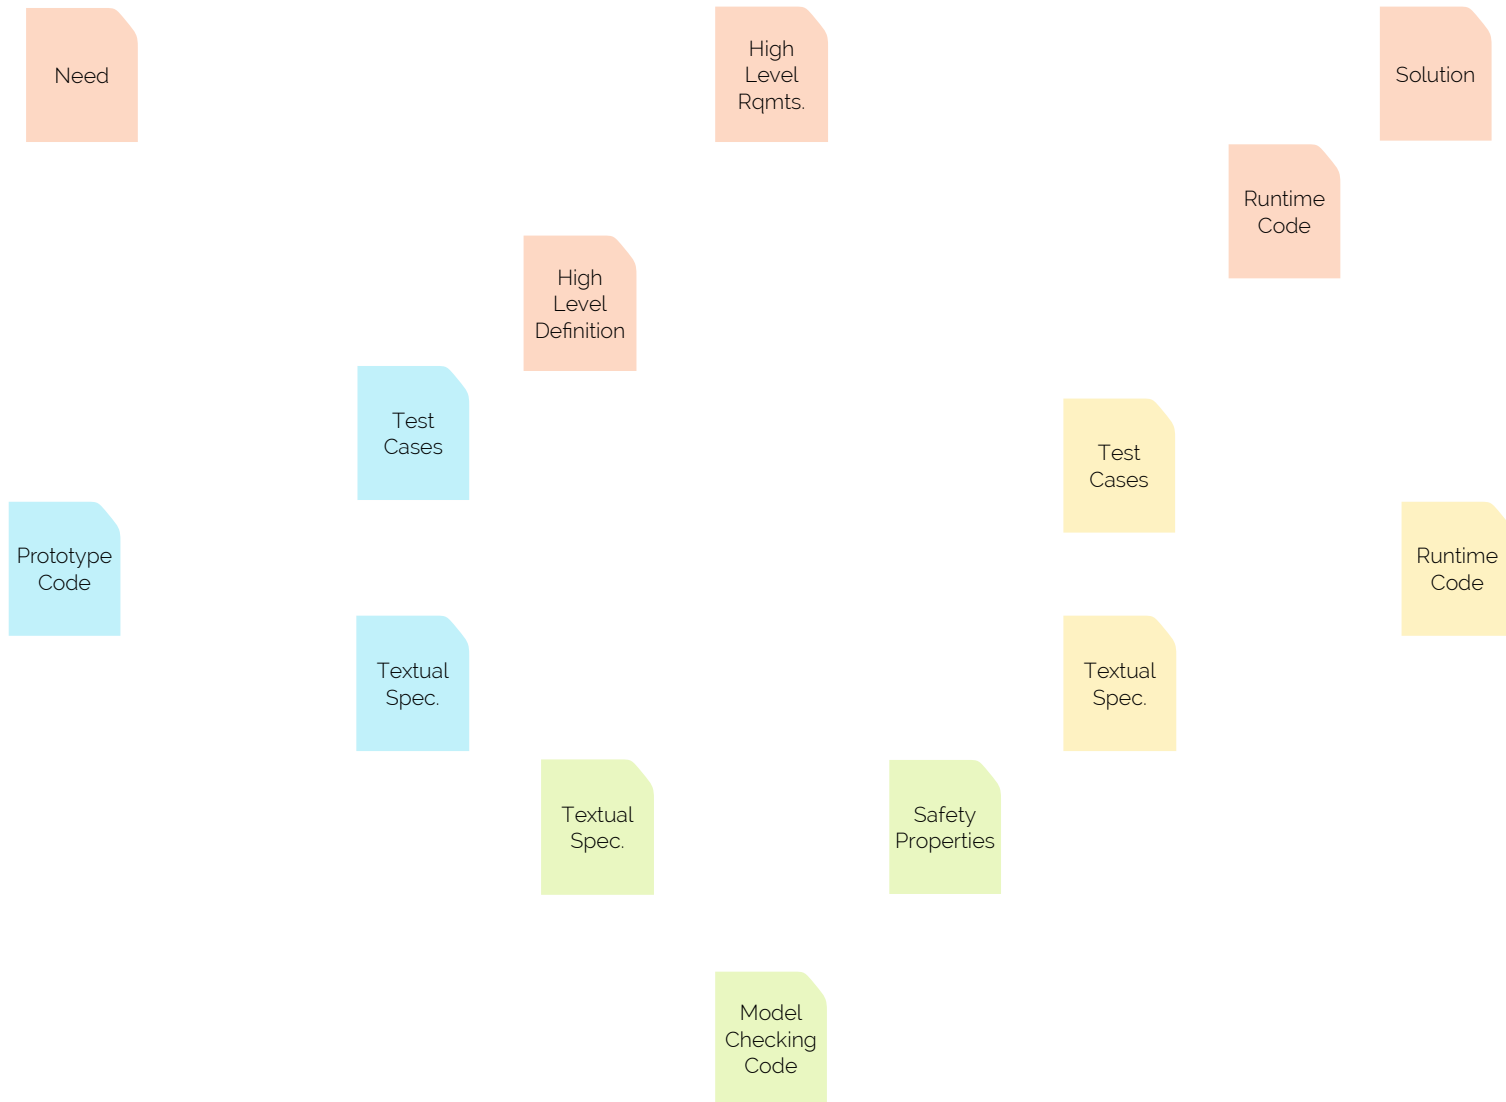 Need
High
Level
Rqmts.
Solution
Runtime
Code
High
Level
Definition
Test
Cases
Test
Cases
Prototype
Code
Runtime
Code
Textual
Spec.
Textual
Spec.
Textual
Spec.
Safety
Properties
Model
Checking
Code